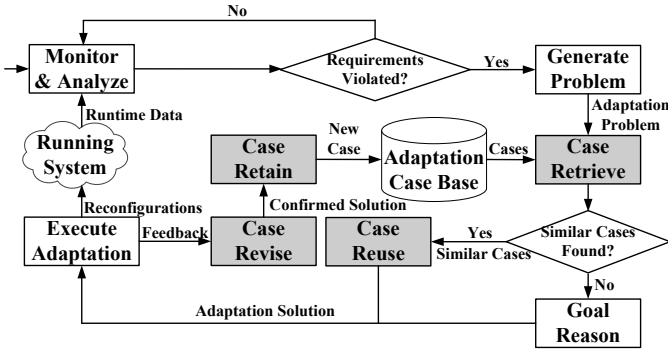 No
Monitor
& Analyze
Requirements
Violated?
Yes
Generate
Problem
Runtime Data
Adaptation
Problem
Running
System
Case
Retain
New
Case
Adaptation
Case Base
Cases
Case
Retrieve
Reconfigurations
Confirmed Solution
Execute
Adaptation
Feedback
Case
Revise
Case
Reuse
Yes
Similar Cases
Similar Cases
Found?
No
Adaptation Solution
Goal
Reason